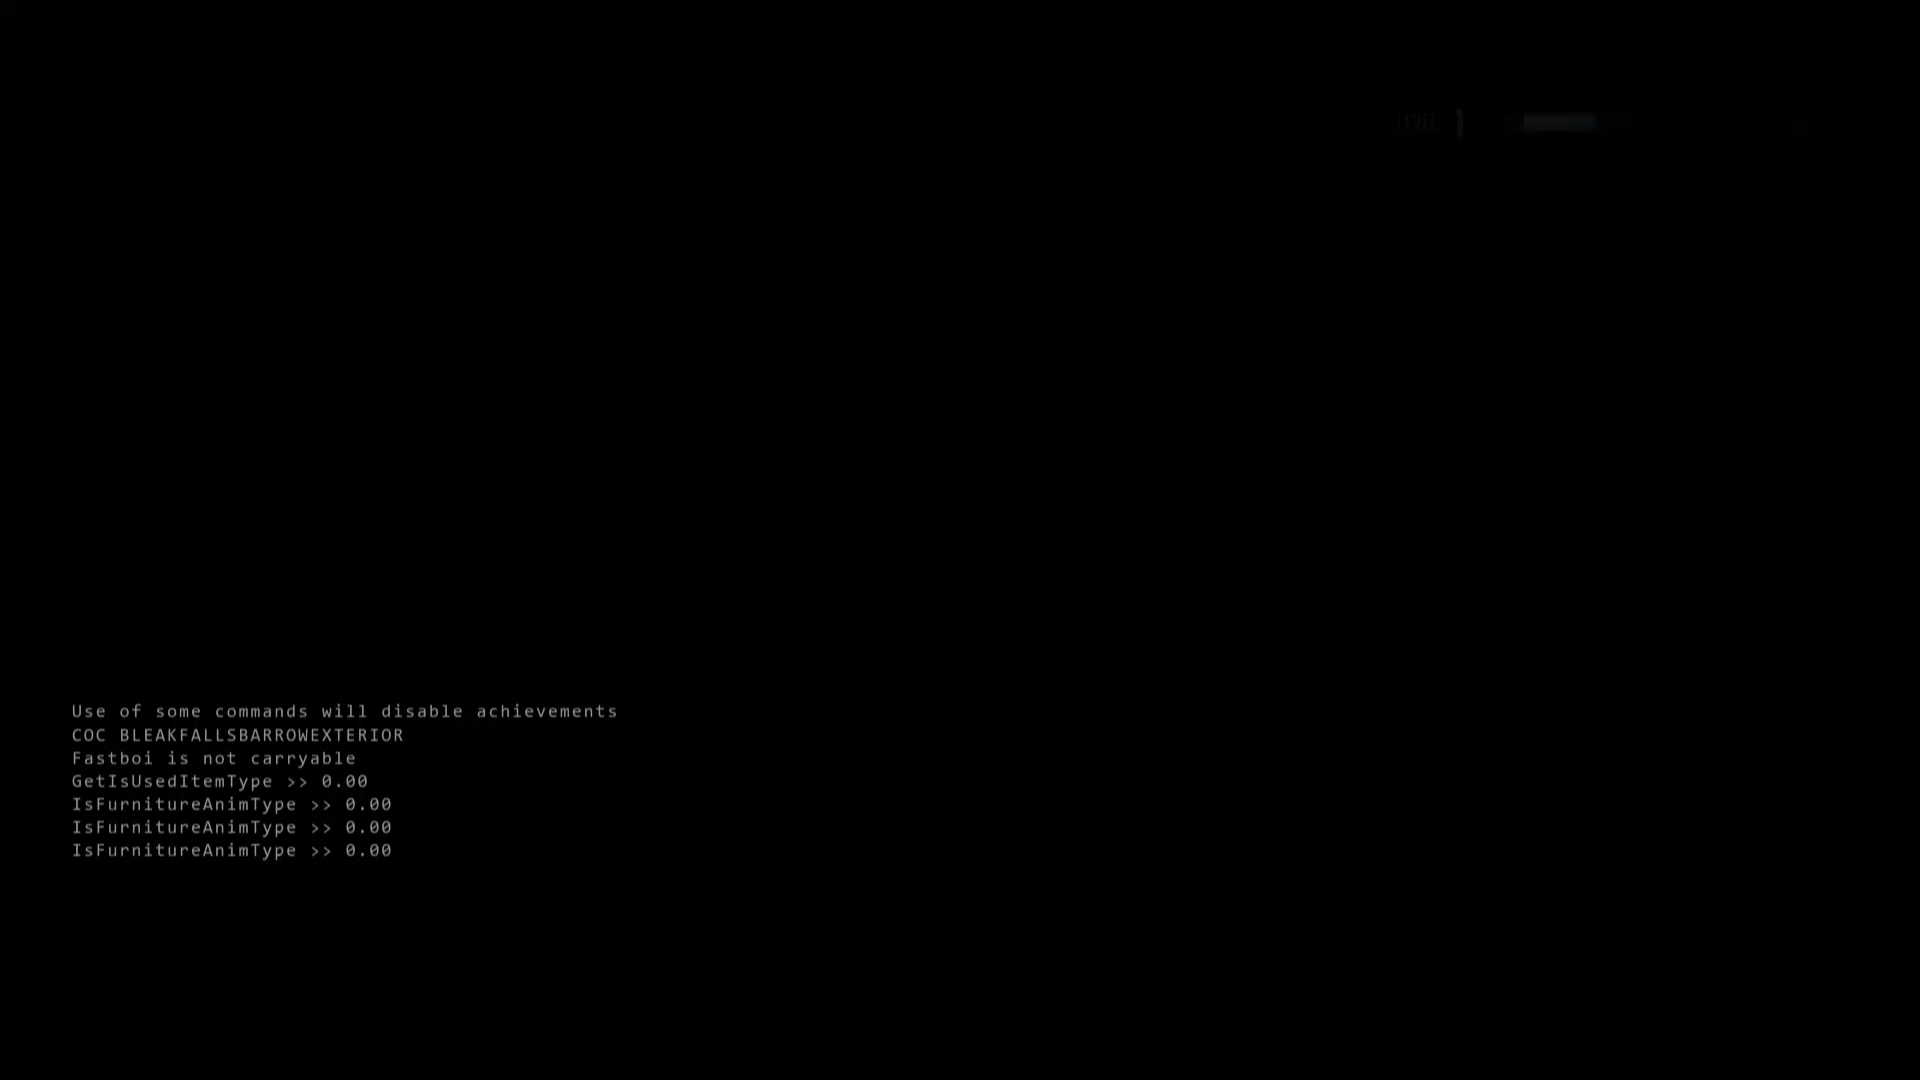 LEVEL
Use of some commands will disable achievements
COC BLEAKFALLSBARROWEXTERIOR
Fastboi is not carryable
GetIsUsedItemType >> 0.00
IsFurnitureAnimType >> 0.00
IsFurnitureAnimType >> 0.00
IsFurnitureAnimType >> 0.00